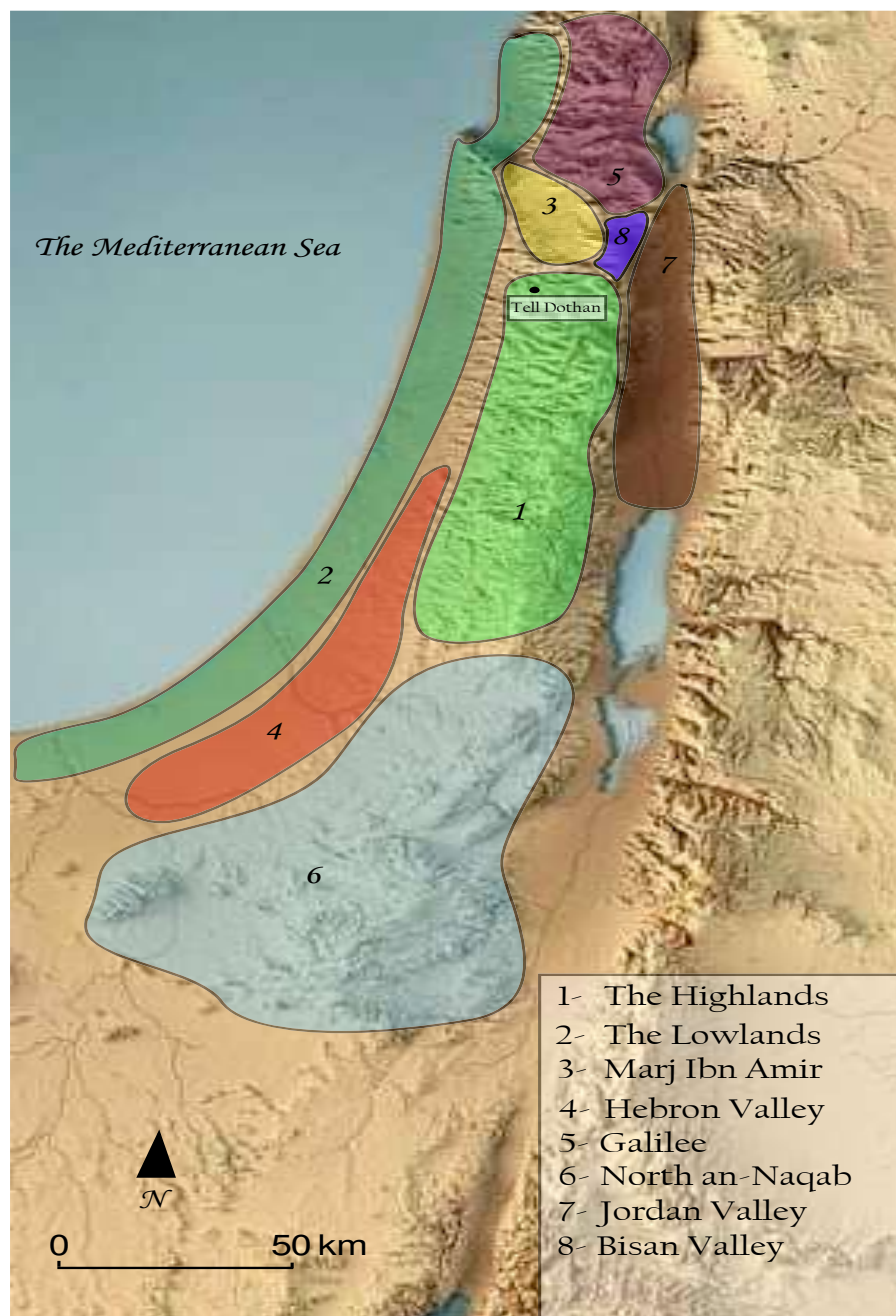 5
3
8
The Mediterranean Sea
7
Tell Dothan
1
2
4
6
1- The Highlands
2- The Lowlands
3- Marj Ibn Amir
4- Hebron Valley
5- Galilee
6- North an-Naqab
7- Jordan Valley
8- Bisan Valley
N
0 50 km